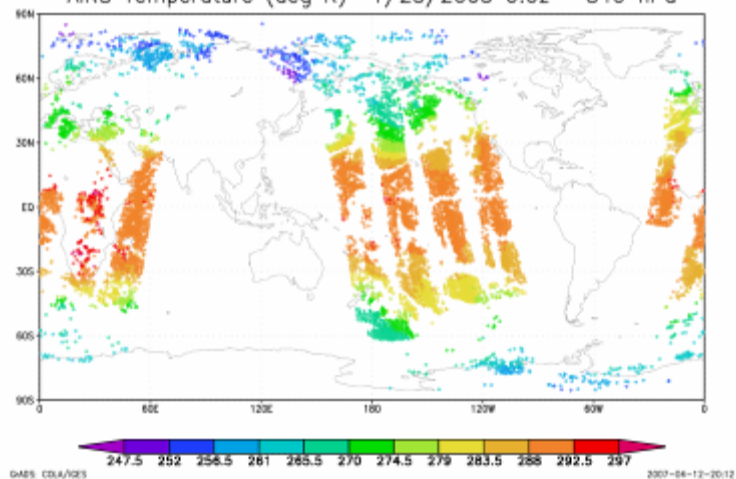 90N
60N
30N
EQ
30S
60S
90S
0 60E 120E 180 120W 60W 0
247.5 252 256.5 261 265.5 270 274.5 279 283.5 288 292.5 297
GrADS: COLA/IGES 2007-04-12-20:12